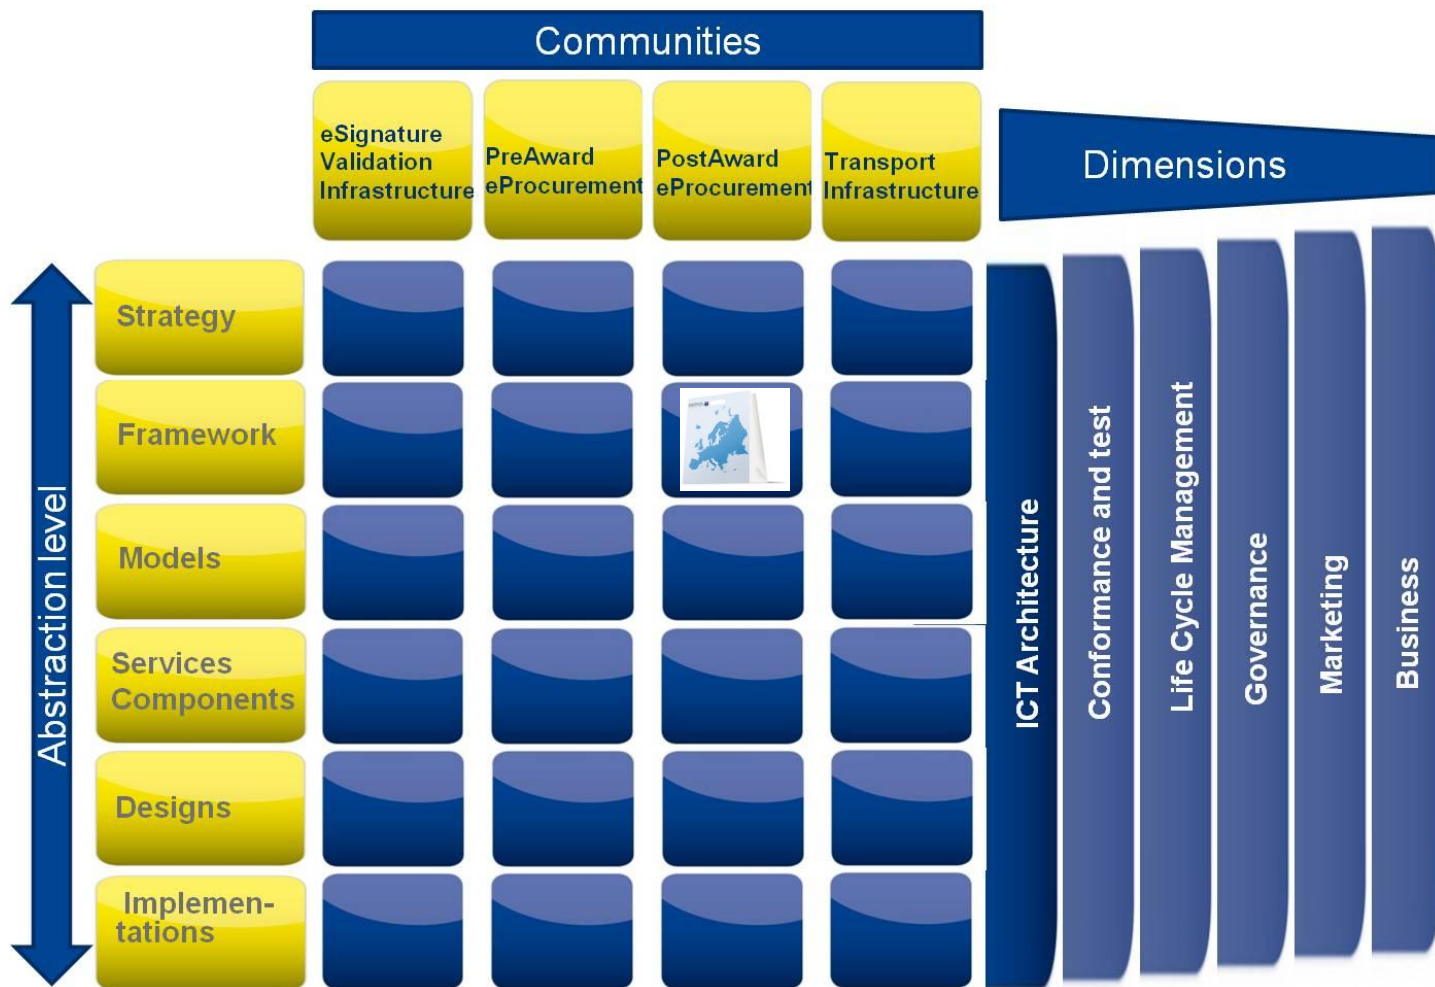 Communities
eSignature
Validation
Infrastructure
PreAward
eProcurement
PostAward
eProcurement
Transport
Infrastructure
Dimensions
Abstraction level
Strategy
Framework
Models
Services
Components
Designs
Implemen-
tations
ICT Architecture
Conformance and test
Life Cycle Management
Governance
Marketing
Business